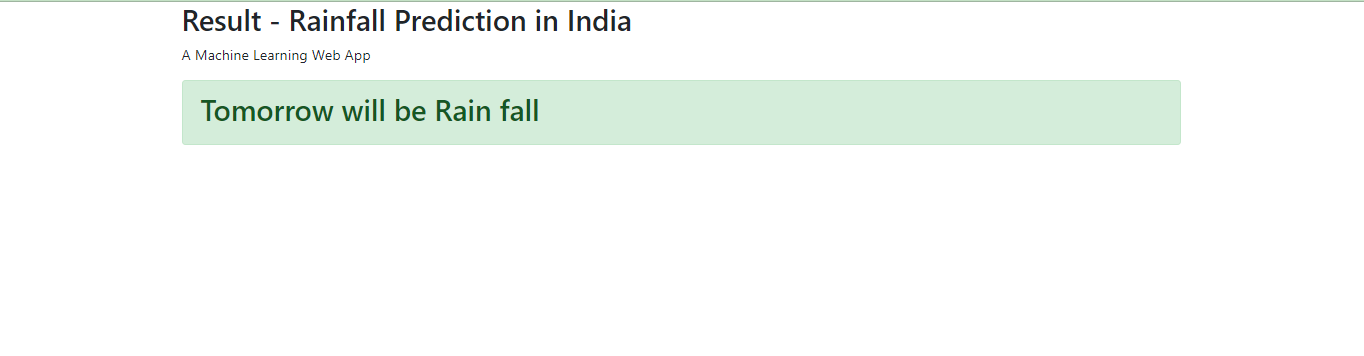 Result - Rainfall Prediction in India
A Machine Learning Web App
Tomorrow will be Rain fall